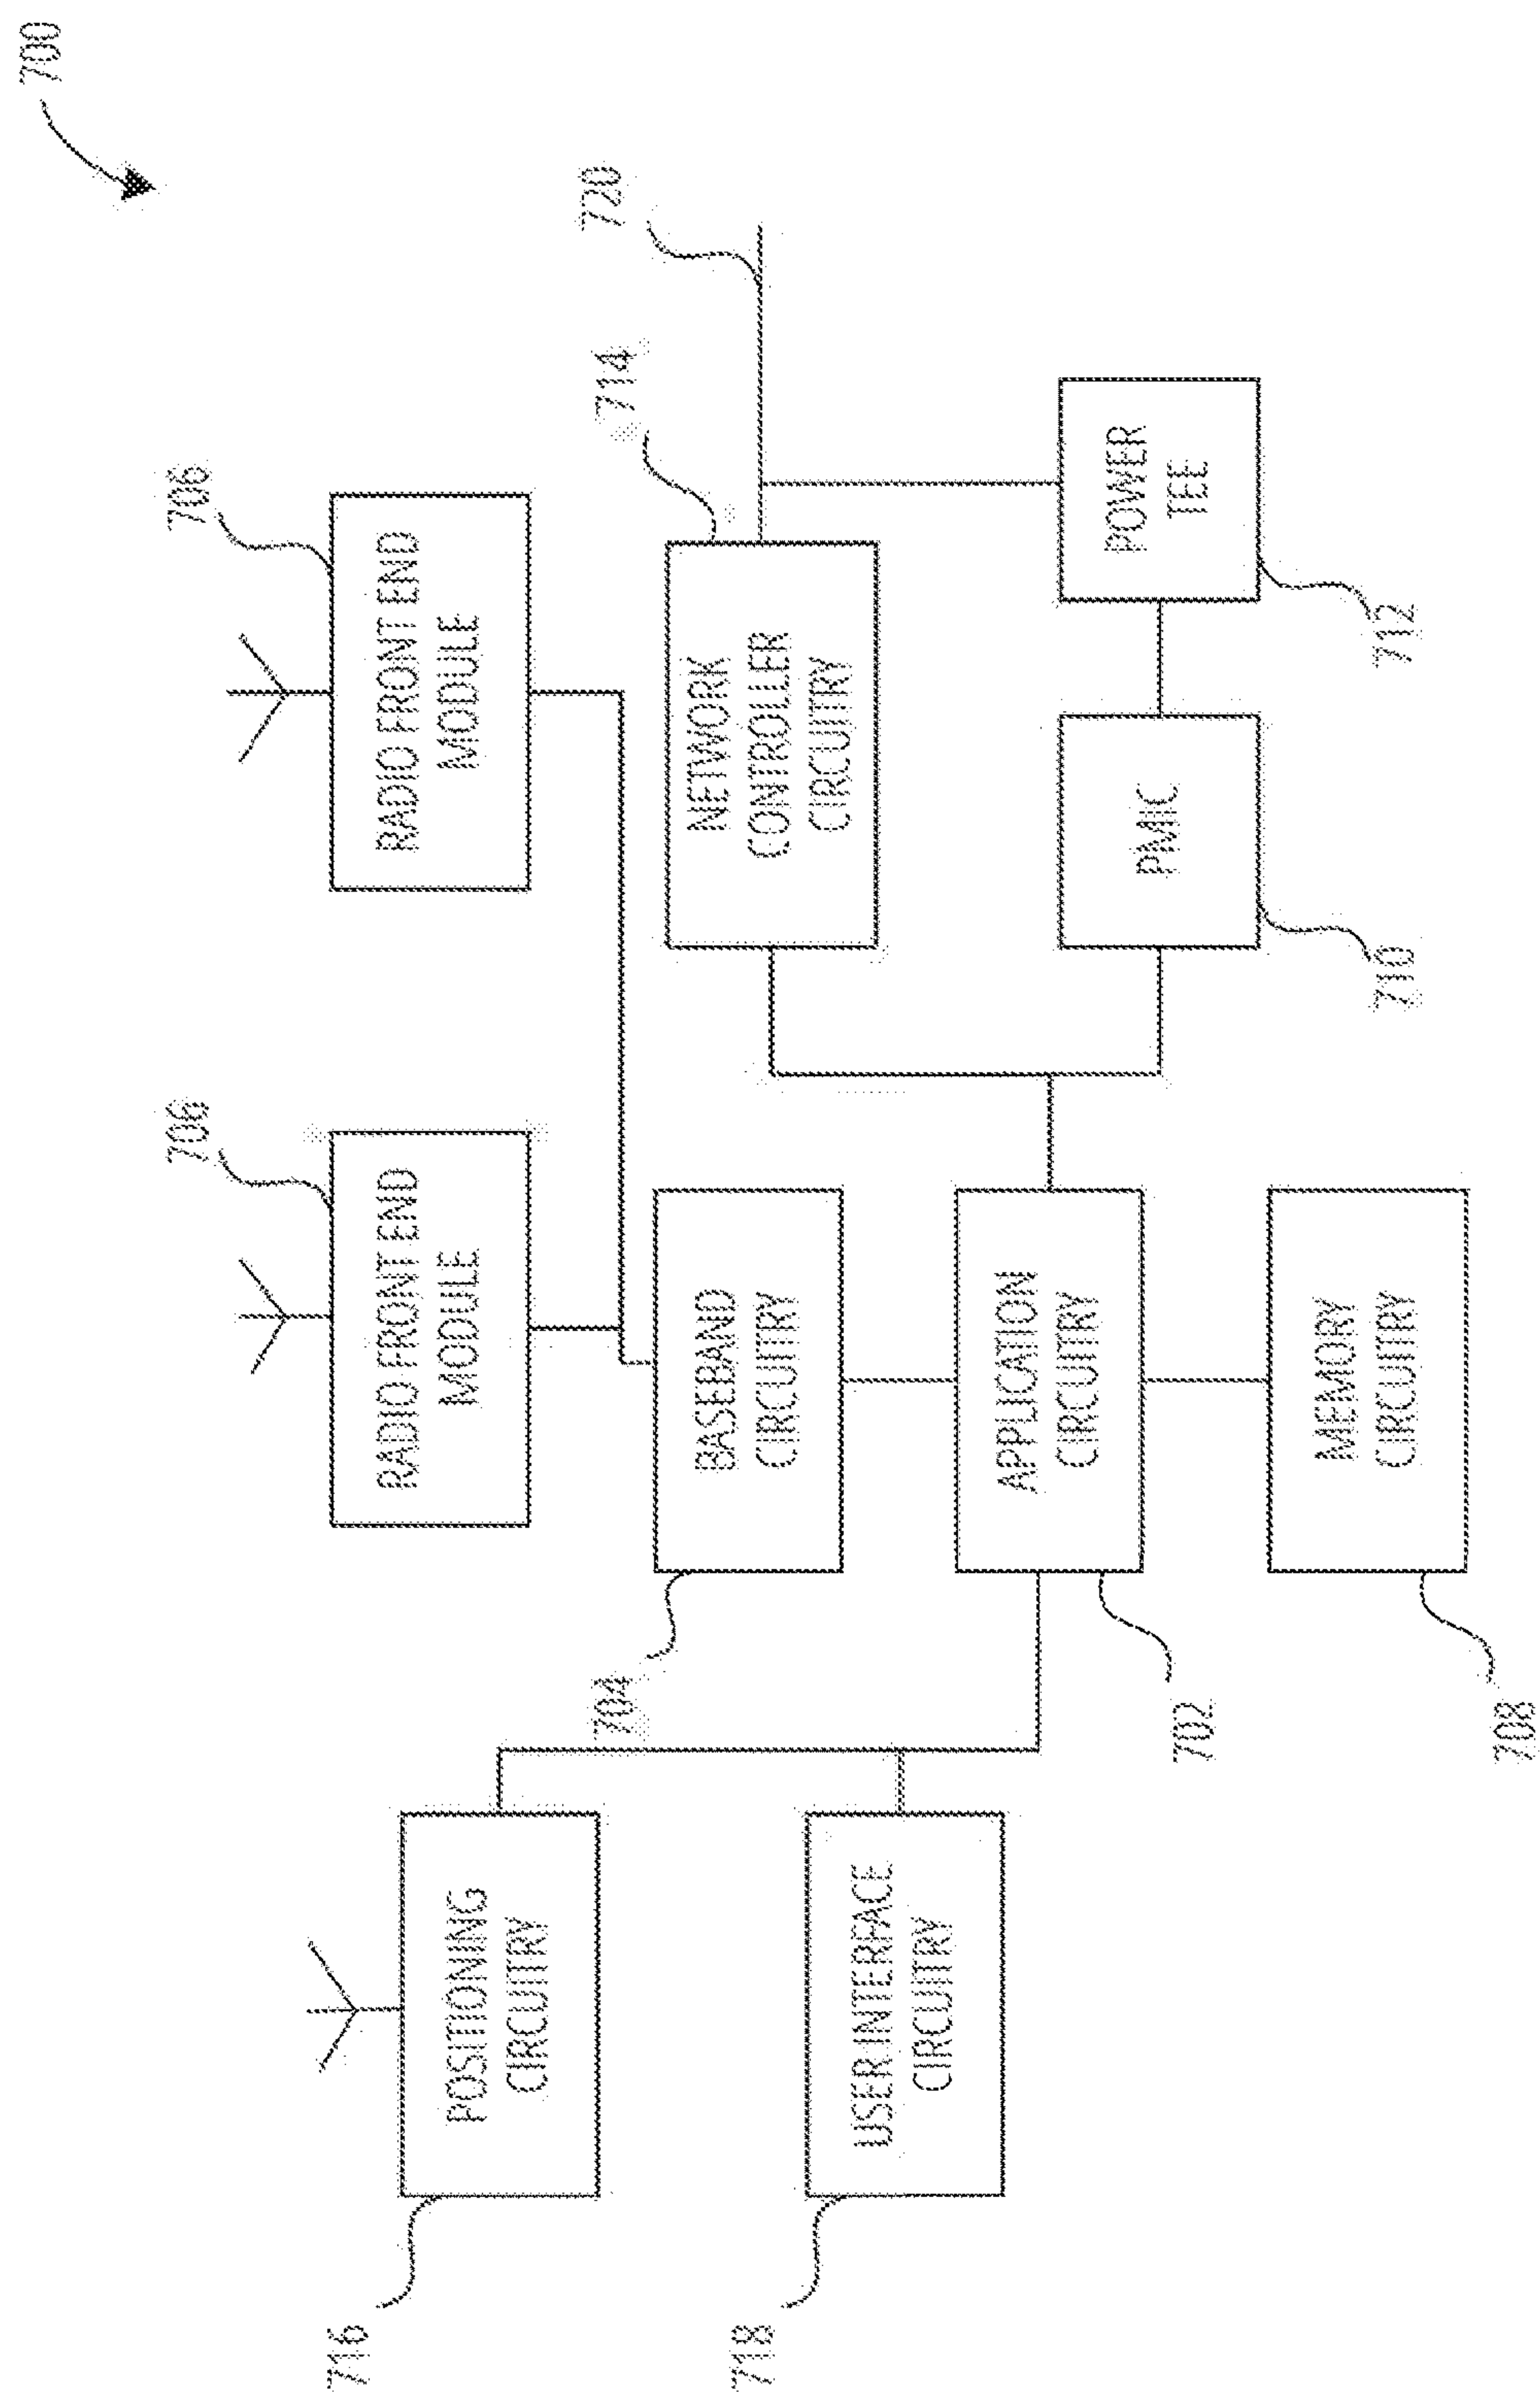 700
706
706
RADIO FRONT END
MODULE
RADIO FRONT END
MODULE
716
POSITIONING
CIRCUITRY
704
BASEBAND
CIRCUITRY
714
720
NETWORK
CONTROLLER
CIRCUITRY
718
USER INTERFACE
CIRCUITRY
702
APPLICATION
CIRCUITRY
710
PMIC
712
POWER
TEE
708
MEMORY
CIRCUITRY